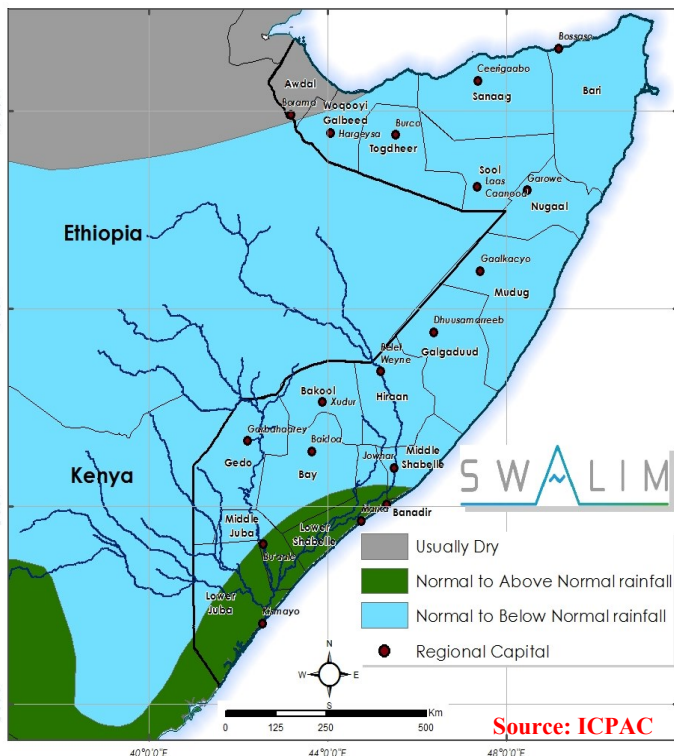 Bossaso
Ceerigaabo
Sanaag
Bari
Awdal
Borama
Woqooyi
Galbeed
Hargeysa
Burco
Togdheer
Sool
Laas
Caanood
Garowe
Nugaal
Ethiopia
Gaalkacyo
Mudug
Dhuusamarreeb
Galgaduud
Belet
Weyne
Hiraan
Bakool
Xudur
Garbahaarey
Gedo
Baidoa
Bay
Jowhar
Middle
Shabelle
SWALIM
Kenya
Banadir
Marka
Middle
Juba
Lower
Shabelle
Bu'aale
Lower
Juba
Kismayo
Usually Dry
Normal to Above Normal rainfall
Normal to Below Normal rainfall
Regional Capital
N
W E
S
0 125 250 500
Km
Source: ICPAC
40°0'0"E 44°0'0"E 48°0'0"E